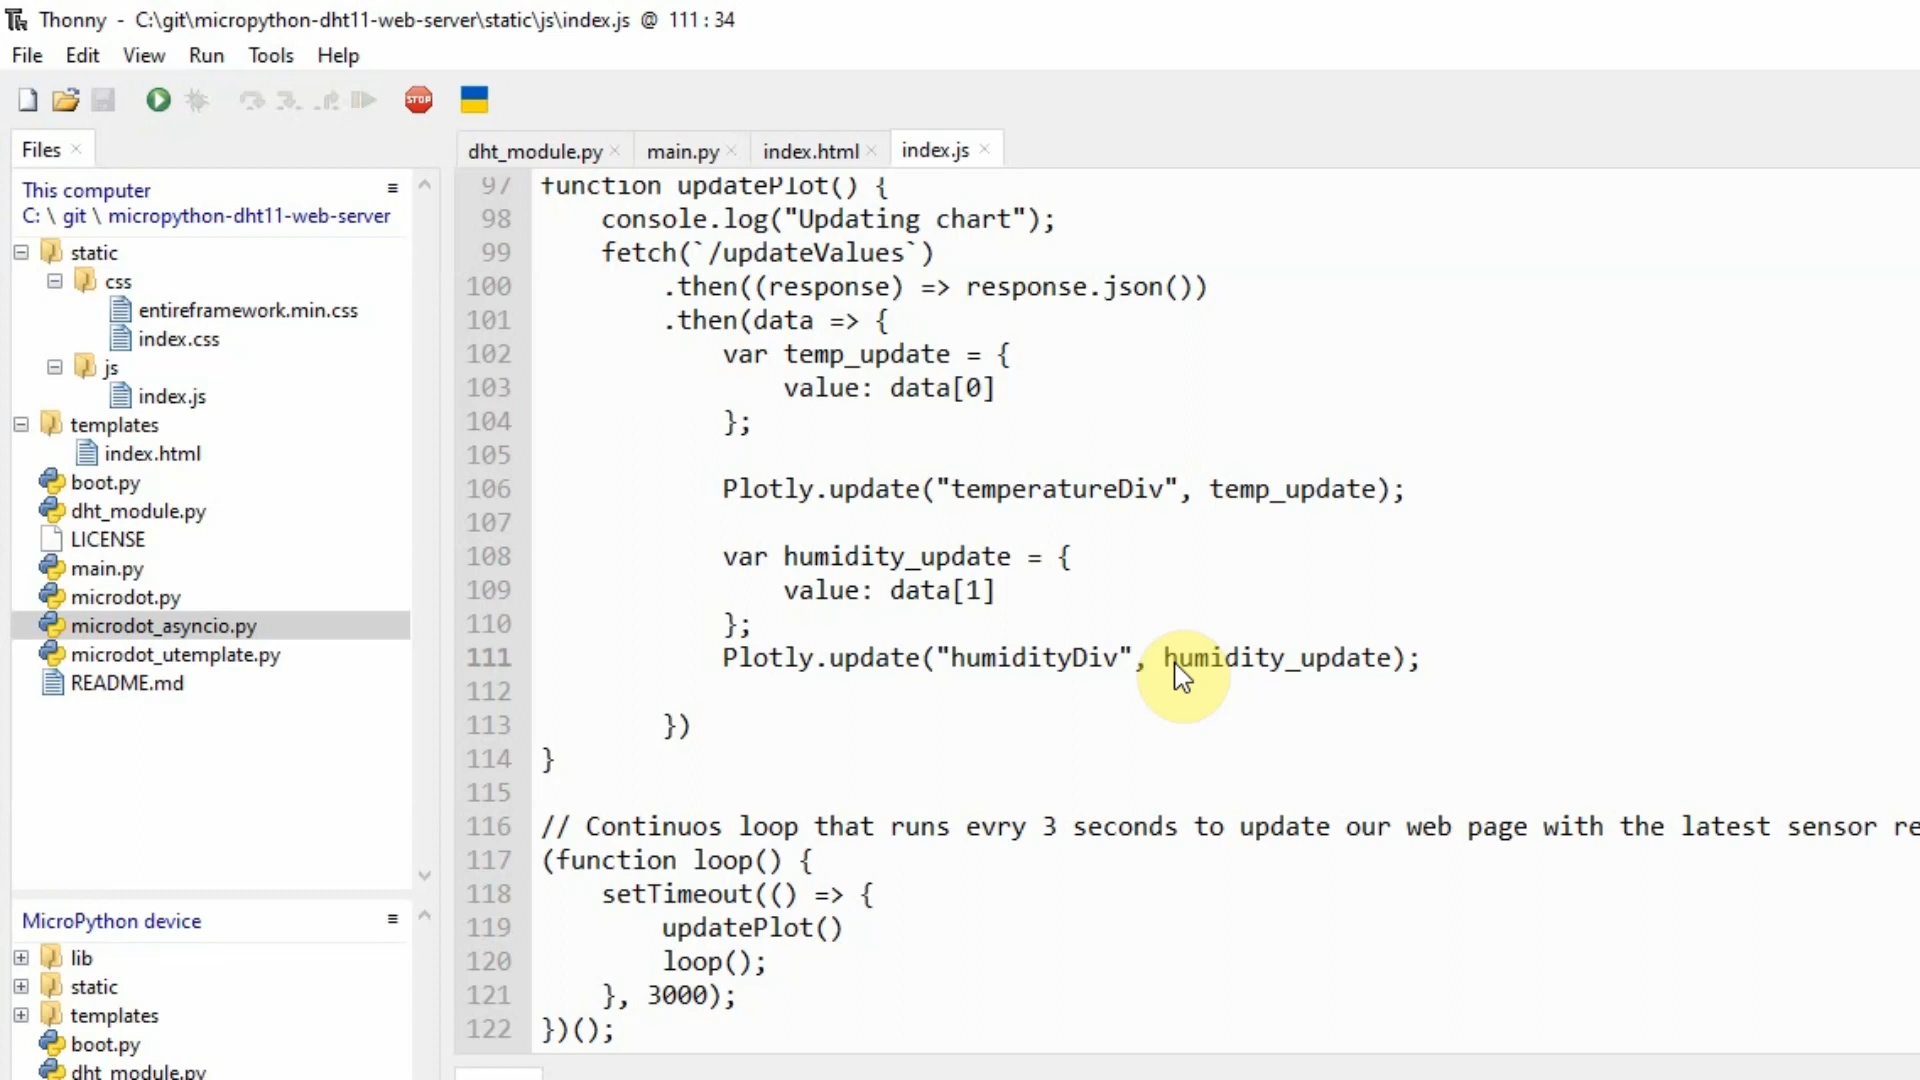 Thonny - C:\git\micropython-dht11-web-server\static\js\index.js @ 111 : 34
File Edit View Run Tools Help
STOP
Files
This computer
C: \ git \ micropython-dht11-web-server
static
css
entireframework.min.css
index.css
js
index.js
templates
index.html
boot.py
dht_module.py
LICENSE
main.py
microdot.py
microdot_asyncio.py
microdot_utemplate.py
README.md
MicroPython device
lib
static
templates
boot.py
dht_module.py
dht_module.py main.py index.html index.js
97 function updatePlot() {
98 console.log("Updating chart");
99 fetch(`/updateValues`)
100 .then((response) => response.json())
101 .then(data => {
102 var temp_update = {
103 value: data[0]
104 };
105
106 Plotly.update("temperatureDiv", temp_update);
107
108 var humidity_update = {
109 value: data[1]
110 };
111 Plotly.update("humidityDiv", humidity_update);
112
113 })
114 }
115
116 // Continuos loop that runs evry 3 seconds to update our web page with the latest sensor re
117 (function loop() {
118 setTimeout(() => {
119 updatePlot()
120 loop();
121 }, 3000);
122 })();